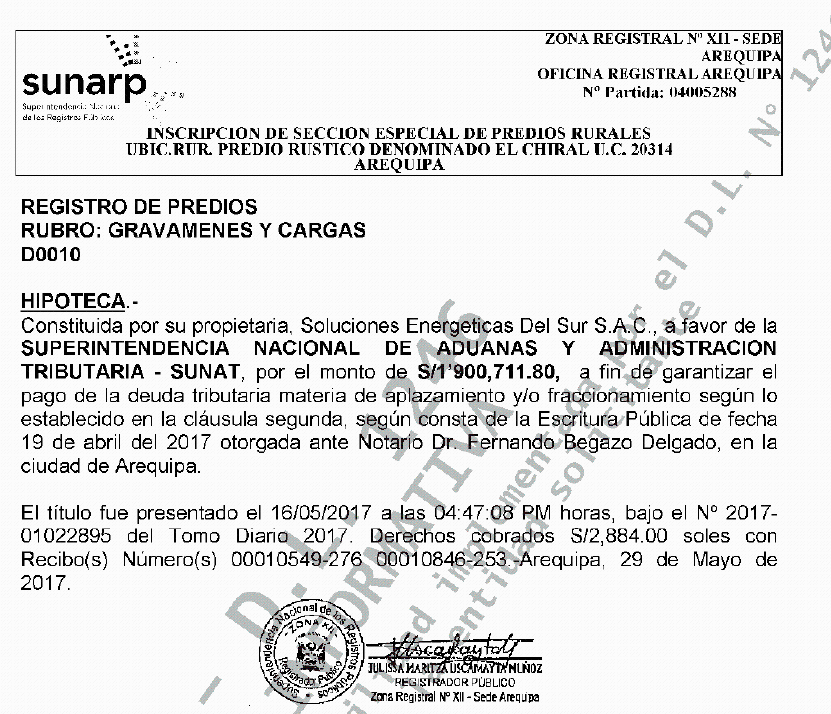 sunarp
Superintendencia Nacional
de los Registros Públicos
ZONA REGISTRAL Nº XII - SEDE
AREQUIPA
OFICINA REGISTRAL AREQUIPA
Nº Partida: 04005288
INSCRIPCION DE SECCION ESPECIAL DE PREDIOS RURALES
UBIC.RUR. PREDIO RUSTICO DENOMINADO EL CHIRAL U.C. 20314
AREQUIPA
REGISTRO DE PREDIOS
RUBRO: GRAVAMENES Y CARGAS
D0010
HIPOTECA.-
Constituida por su propietaria, Soluciones Energeticas Del Sur S.A.C., a favor de la
SUPERINTENDENCIA NACIONAL DE ADUANAS Y ADMINISTRACION
TRIBUTARIA - SUNAT, por el monto de S/1'900,711.80, a fin de garantizar el
pago de la deuda tributaria materia de aplazamiento y/o fraccionamiento según lo
establecido en la cláusula segunda, según consta de la Escritura Pública de fecha
19 de abril del 2017 otorgada ante Notario Dr. Fernando Begazo Delgado, en la
ciudad de Arequipa.
El título fue presentado el 16/05/2017 a las 04:47:08 PM horas, bajo el Nº 2017-
01022895 del Tomo Diario 2017. Derechos cobrados S/2,884.00 soles con
Recibo(s) Número(s) 00010549-276 00010846-253.-Arequipa, 29 de Mayo de
2017.
Superintendencia Nacional de los Registros Públicos
ZONA XII
Registrador Público
JULISSA MARITZA USCAMAYTA NUÑOZ
REGISTRADOR PÚBLICO
Zona Registral Nº XII - Sede Arequipa
- D.L. 1246
INFORMATIVA
implementada por el D.L. Nº 124
entidad solicitante